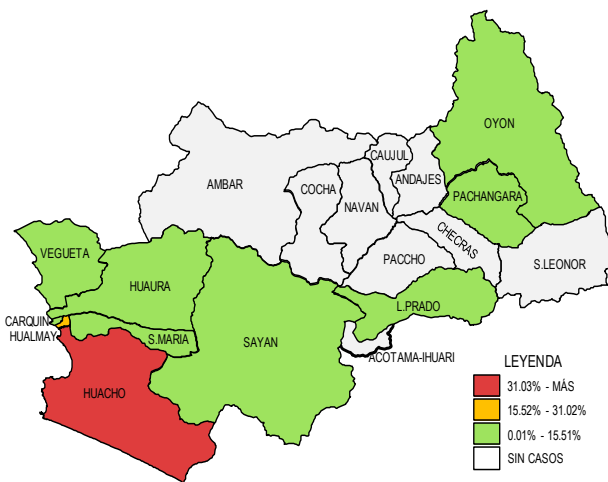 OYON
CAUJUL
AMBAR
COCHA
ANDAJES
PACHANGARA
NAVAN
CHECRAS
VEGUETA
PACCHO
S.LEONOR
HUAURA
L.PRADO
CARQUIN
HUALMAY
S.MARIA
SAYAN
ACOTAMA-IHUARI
HUACHO
LEYENDA
31.03% - MÁS
15.52% - 31.02%
0.01% - 15.51%
SIN CASOS